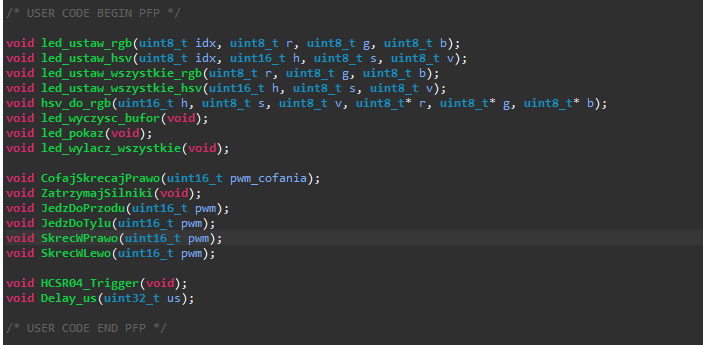 /* USER CODE BEGIN PFP */
void led_ustaw_rgb(uint8_t idx, uint8_t r, uint8_t g, uint8_t b);
void led_ustaw_hsv(uint8_t idx, uint16_t h, uint8_t s, uint8_t v);
void led_ustaw_wszystkie_rgb(uint8_t r, uint8_t g, uint8_t b);
void led_ustaw_wszystkie_hsv(uint16_t h, uint8_t s, uint8_t v);
void hsv_do_rgb(uint16_t h, uint8_t s, uint8_t v, uint8_t* r, uint8_t* g, uint8_t* b);
void led_wyczysc_bufor(void);
void led_pokaz(void);
void led_wylacz_wszystkie(void);
void CofajSkrecajPrawo(uint16_t pwm_cofania);
void ZatrzymajSilniki(void);
void JedzDoPrzodu(uint16_t pwm);
void JedzDoTylu(uint16_t pwm);
void SkrecWPrawo(uint16_t pwm);
void SkrecWLewo(uint16_t pwm);
void HCSR04_Trigger(void);
void Delay_us(uint32_t us);
/* USER CODE END PFP */